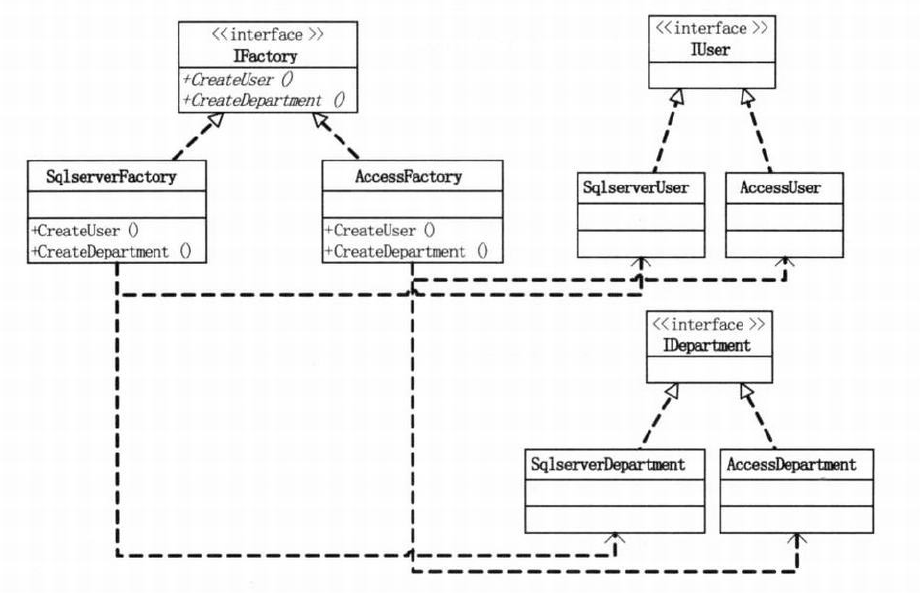 <<interface >>
IFactory
+CreateUser ()
+CreateDepartment ()
<<interface >>
IUser
SqlserverFactory
+CreateUser ()
+CreateDepartment ()
AccessFactory
+CreateUser ()
+CreateDepartment ()
SqlserverUser
AccessUser
<<interface >>
IDepartment
SqlserverDepartment
AccessDepartment